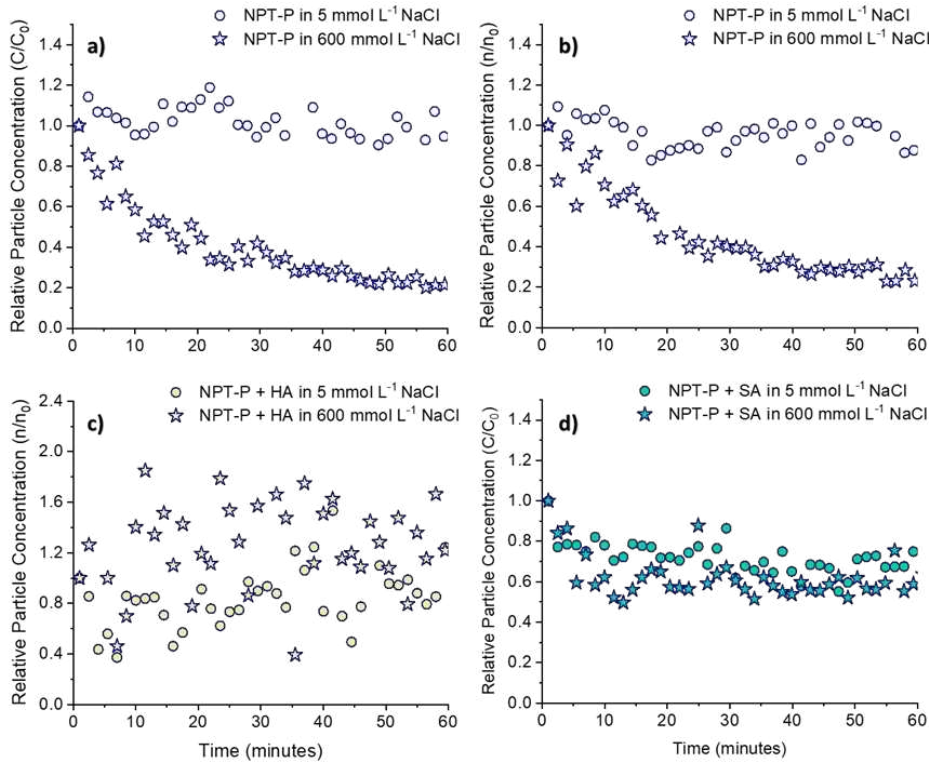 NPT-P in 5 mmol L⁻¹ NaCl
NPT-P in 600 mmol L⁻¹ NaCl
a)
Relative Particle Concentration (C/C₀)
1.4
1.2
1.0
0.8
0.6
0.4
0.2
0.0
0 10 20 30 40 50 60
NPT-P in 5 mmol L⁻¹ NaCl
NPT-P in 600 mmol L⁻¹ NaCl
b)
Relative Particle Concentration (n/n₀)
1.4
1.2
1.0
0.8
0.6
0.4
0.2
0.0
0 10 20 30 40 50 60
NPT-P + HA in 5 mmol L⁻¹ NaCl
NPT-P + HA in 600 mmol L⁻¹ NaCl
c)
Relative Particle Concentration (n/n₀)
2.4
2.0
1.6
1.2
0.8
0.4
0.0
0 10 20 30 40 50 60
Time (minutes)
NPT-P + SA in 5 mmol L⁻¹ NaCl
NPT-P + SA in 600 mmol L⁻¹ NaCl
d)
Relative Particle Concentration (C/C₀)
1.4
1.2
1.0
0.8
0.6
0.4
0.2
0.0
0 10 20 30 40 50 60
Time (minutes)